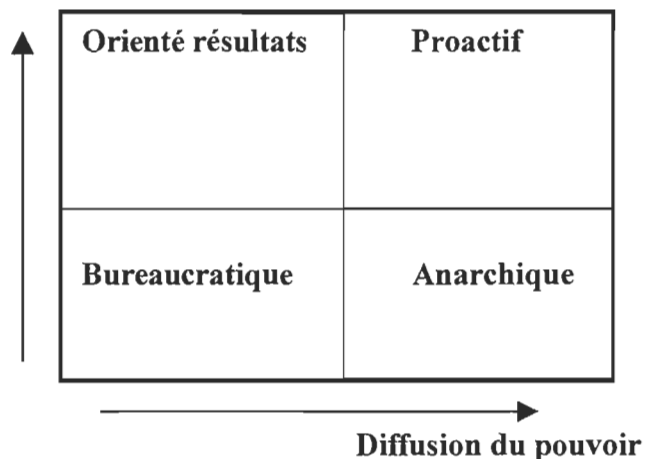 Orienté résultats
Proactif
Bureaucratique
Anarchique
Diffusion du pouvoir